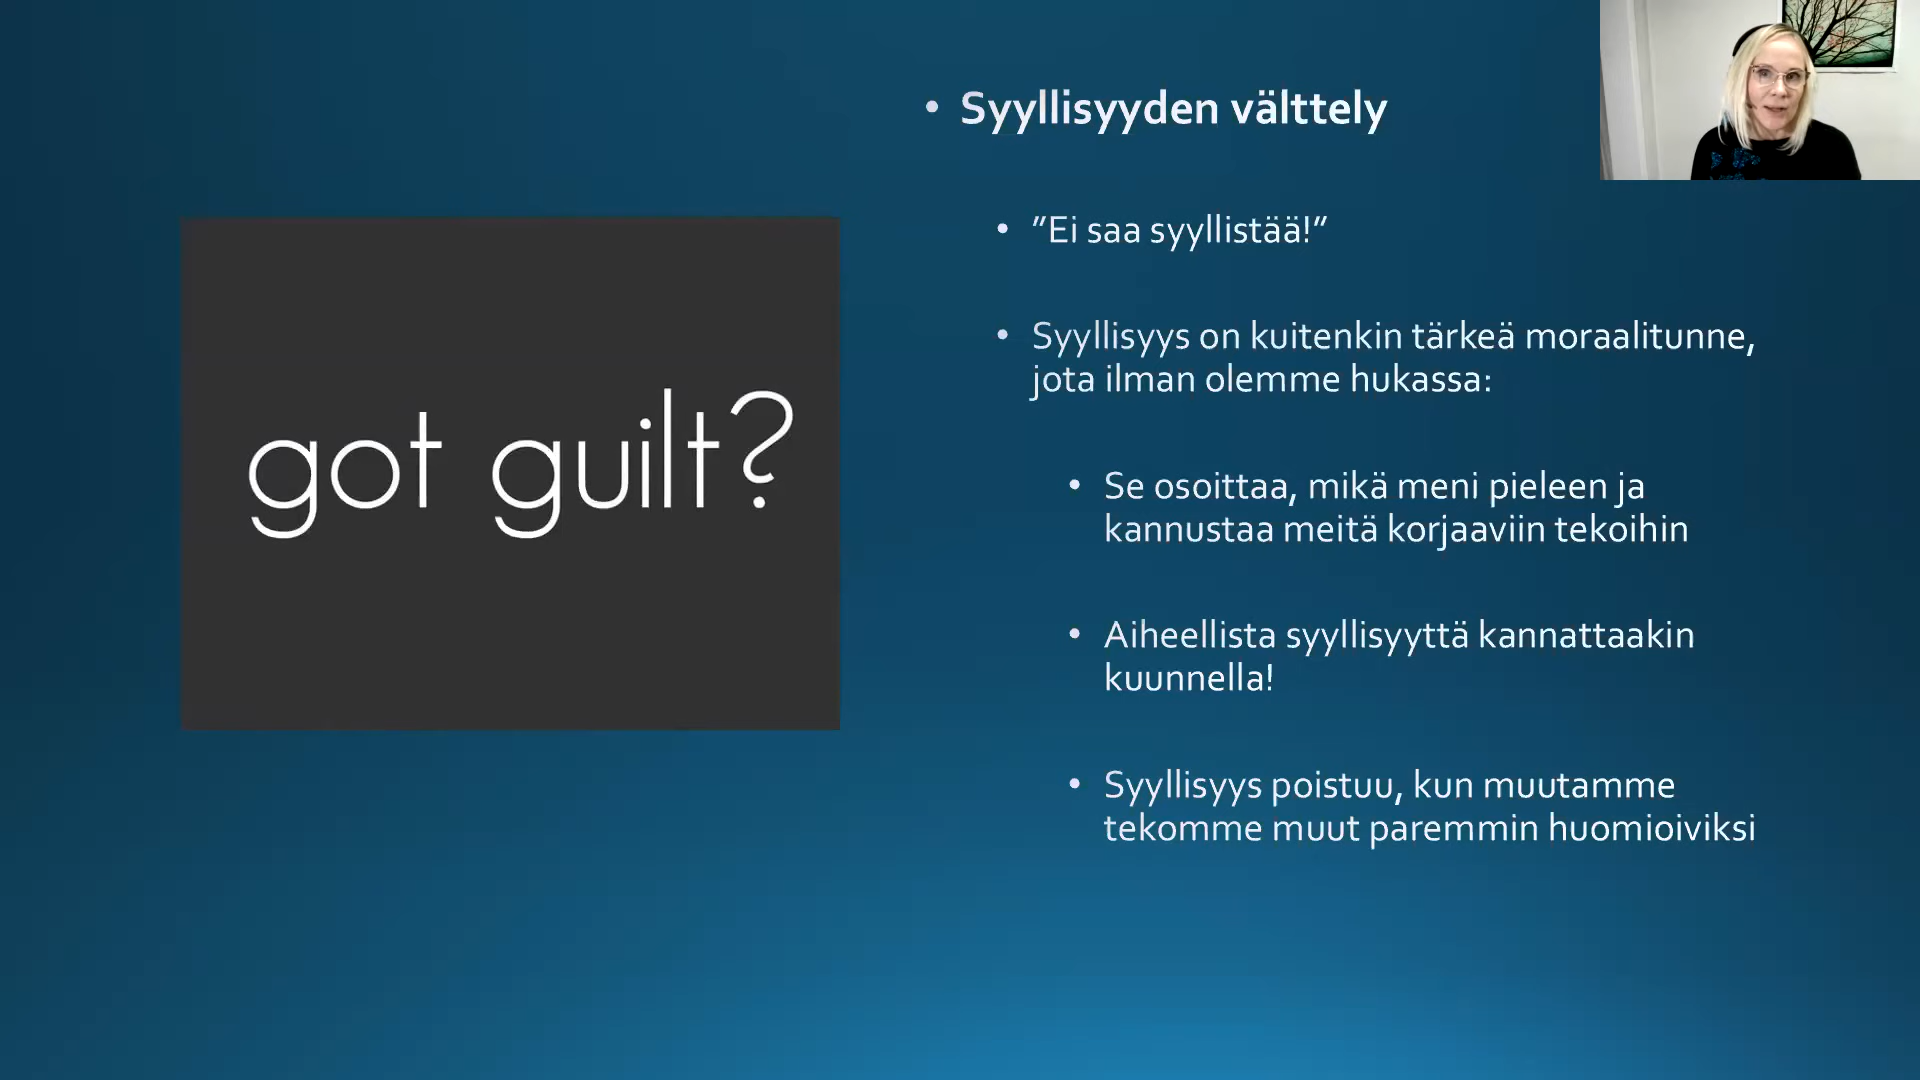 Syyllisyyden välttely
"Ei saa syyllistää!"
got guilt?
Syyllisyys on kuitenkin tärkeä moraalitunne,
jota ilman olemme hukassa:
Se osoittaa, mikä meni pieleen ja
kannustaa meitä korjaaviin tekoihin
Aiheellista syyllisyyttä kannattaakin
kuunnella!
Syyllisyys poistuu, kun muutamme
tekomme muut paremmin huomioiviksi